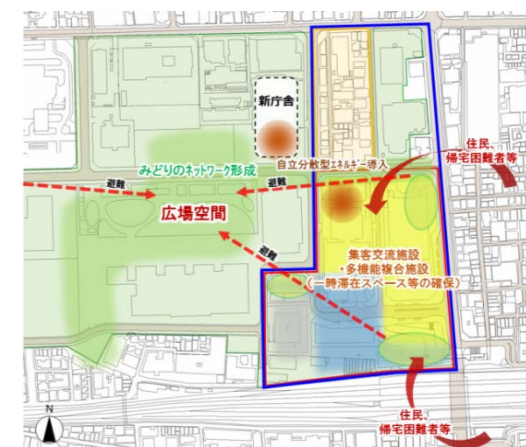 新庁舎
住民、
帰宅困難者等
みどりのネットワーク形成
自立分散型エネルギー導入
避難
避難
広場空間
避難
集客交流施設
・多機能複合施設
(一時滞在スペース等の確保)
N
住民、
帰宅困難者等